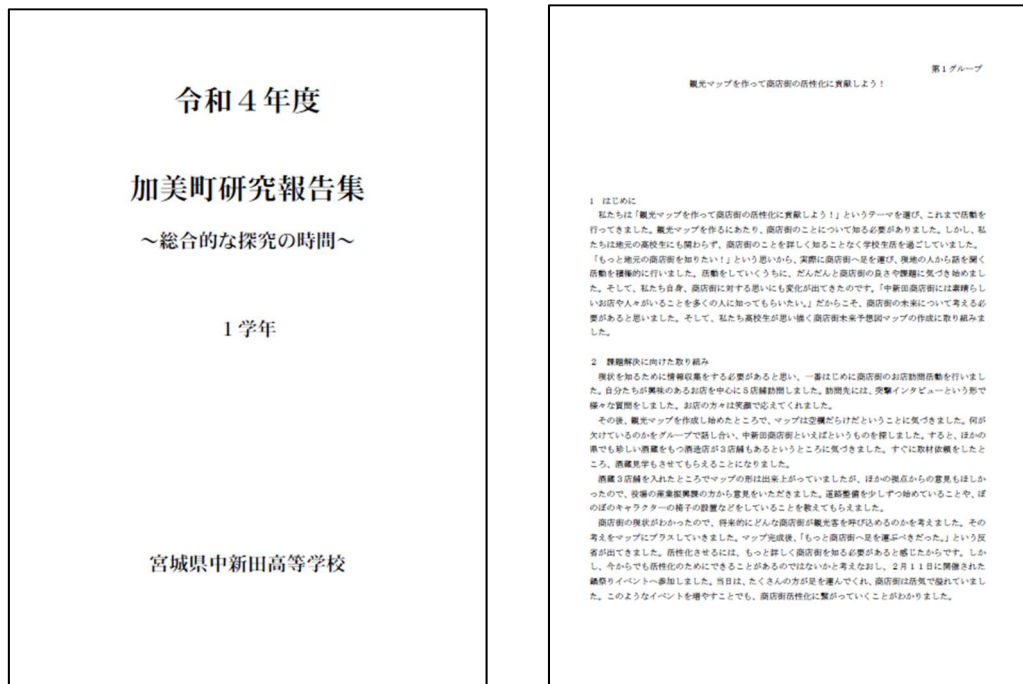 令和４年度
加美町研究報告集
～総合的な探究の時間～
１学年
宮城県中新田高等学校
第１グループ
観光マップを作って商店街の活性化に貢献しよう！
１　はじめに
　私たちは「観光マップを作って商店街の活性化に貢献しよう！」というテーマを選び、これまで活動を
行ってきました。観光マップを作るにあたり、商店街のことについて知る必要がありました。しかし、私
たちは地元の高校生にも関わらず、商店街のことを詳しく知ることなく学校生活を過ごしていました。
「もっと地元の商店街を知りたい！」という思いから、実際に商店街へ足を運び、現地の人から話を聞く
活動を積極的に行いました。活動をしていくうちに、だんだんと商店街の良さや課題に気づき始めまし
た。そして、私たち自身、商店街に対する思いにも変化が出てきたのです。「中新田商店街には素晴らし
いお店や人々がいることを多くの人に知ってもらいたい。」だからこそ、商店街の未来について考える必
要があると思いました。そして、私たち高校生が思い描く商店街未来予想図マップの作成に取り組みま
した。
２　課題解決に向けた取り組み
　現状を知るために情報収集をする必要があると思い、一番はじめに商店街のお店訪問活動を行いまし
た。自分たちが興味のあるお店を中心に５店舗訪問しました。訪問先には、突撃インタビューという形で
様々な質問をしました。お店の方々は笑顔で応えてくれました。
　その後、観光マップを作成し始めたところで、マップは空欄だらけだということに気づきました。何が
欠けているのかをグループで話し合い、中新田商店街といえばというものを探しました。すると、ほかの
県でも珍しい酒蔵をもつ酒造店が３店舗もあるというところに気づきました。すぐに取材依頼をしたと
ころ、酒蔵見学もさせてもらえることになりました。
　酒蔵３店舗を入れたところでマップの形は出来上がっていましたが、ほかの視点からの意見もほしか
ったので、役場の産業振興課の方から意見をいただきました。道路整備を少しずつ始めていることや、ぼ
のぼのキャラクターの椅子の設置などをしていることを教えてもらえました。
　商店街の現状がわかったので、将来的にどんな商店街が観光客を呼び込めるのかを考えました。その
考えをマップにプラスしていきました。マップ完成後、「もっと商店街へ足を運ぶべきだった。」という反
省が出てきました。活性化させるには、もっと詳しく商店街を知る必要があると感じたからです。しか
し、今からでも活性化のためにできることがあるのではないかと考えなおし、２月１１日に開催された
鍋祭りイベントへ参加しました。当日は、たくさんの方が足を運んでくれ、商店街は活気で溢れていまし
た。このようなイベントを増やすことでも、商店街活性化に繋がっていくことがわかりました。